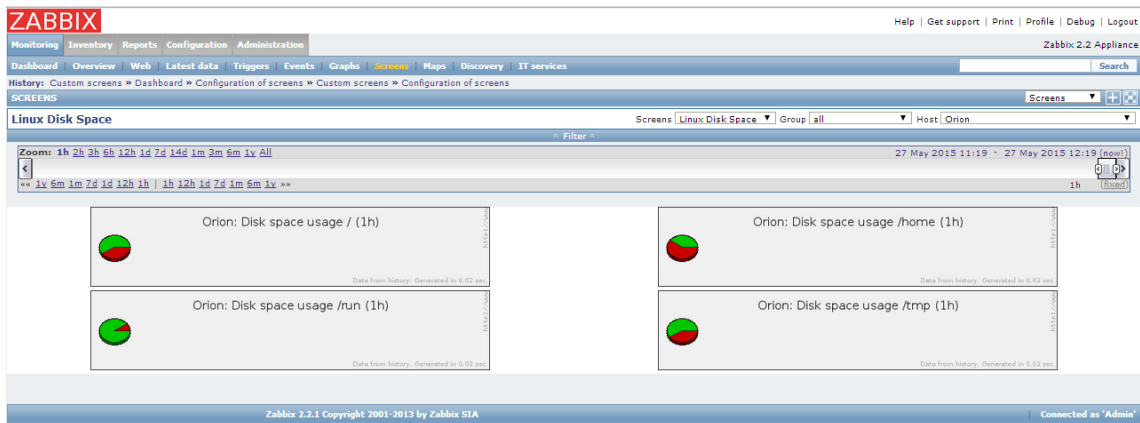 ZABBIX
Help | Get support | Print | Profile | Debug | Logout
Monitoring Inventory Reports Configuration Administration
Zabbix 2.2 Appliance
Dashboard | Overview | Web | Latest data | Triggers | Events | Graphs | Screens | Maps | Discovery | IT services
Search
History: Custom screens » Dashboard » Configuration of screens » Custom screens » Configuration of screens
SCREENS
Screens
Linux Disk Space
Screens Linux Disk Space Group all Host Orion
Filter
Zoom: 1h 2h 3h 6h 12h 1d 7d 14d 1m 3m 6m 1y All
27 May 2015 11:19 - 27 May 2015 12:19 (now!)
«« 1y 6m 1m 7d 1d 12h 1h | 1h 12h 1d 7d 1m 6m 1y »»
1h (fixed)
Orion: Disk space usage / (1h)
Data from history. Generated in 0.02 sec.
Orion: Disk space usage /home (1h)
Data from history. Generated in 0.03 sec.
Orion: Disk space usage /run (1h)
Data from history. Generated in 0.03 sec.
Orion: Disk space usage /tmp (1h)
Data from history. Generated in 0.03 sec.
Zabbix 2.2.1 Copyright 2001-2013 by Zabbix SIA
Connected as 'Admin'